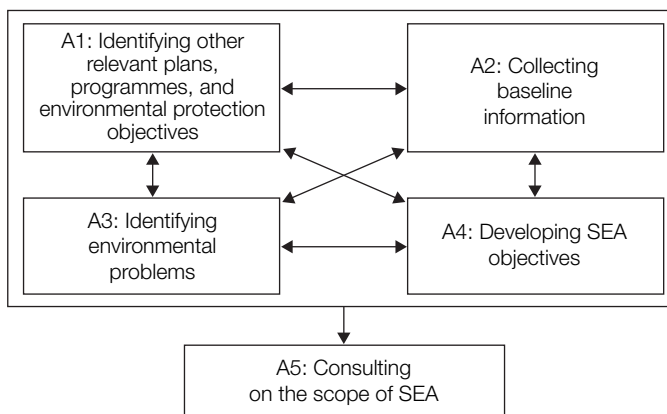 A1: Identifying other
relevant plans,
programmes, and
environmental protection
objectives
A2: Collecting
baseline
information
A3: Identifying
environmental
problems
A4: Developing SEA
objectives
A5: Consulting
on the scope of SEA